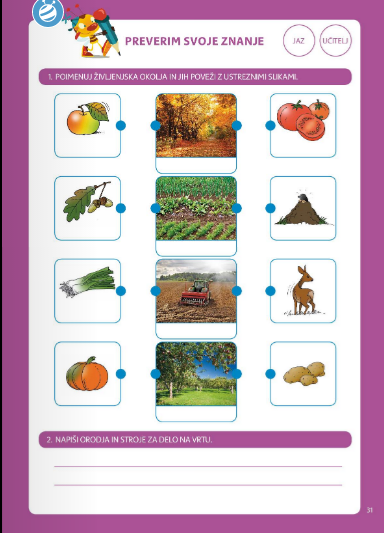 PREVERIM SVOJE ZNANJE
JAZ
UČITELJ
1. POIMENUJ ŽIVLJENJSKA OKOLJA IN JIH POVEŽI Z USTREZNIMI SLIKAMI.
2. NAPIŠI ORODJA IN STROJE ZA DELO NA VRTU.
31